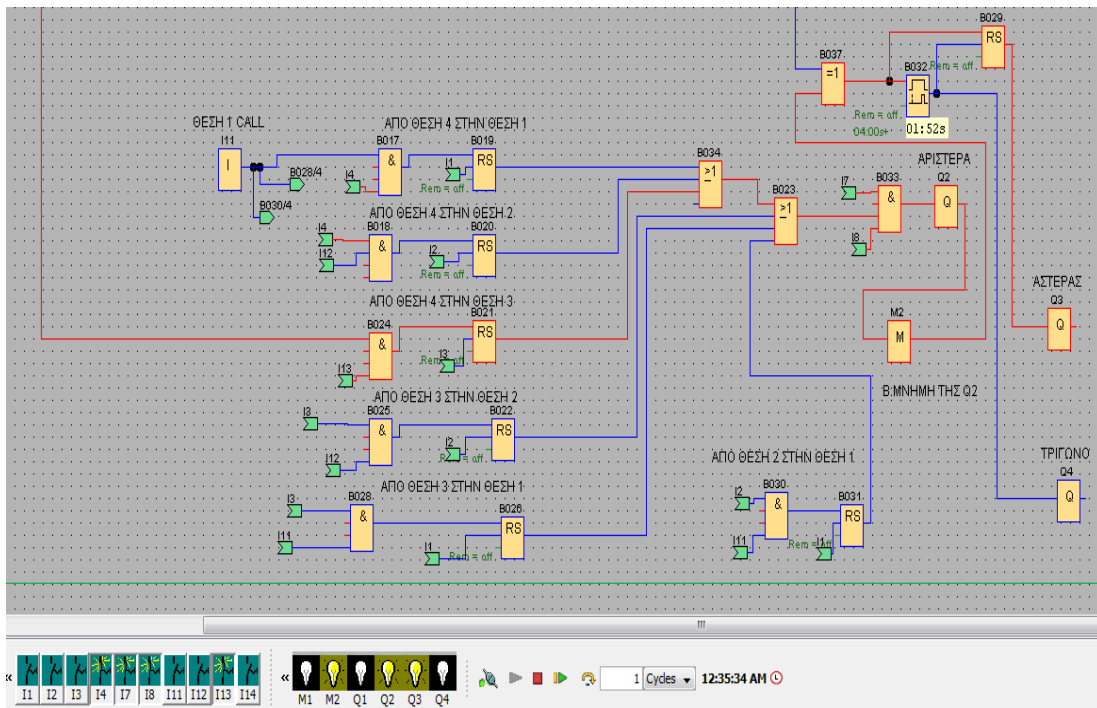 B029
RS
B037
=1
B032
Rem = off
Rem = off
04:00s+
01:52s
ΘΕΣΗ 1 CALL
I11
I
B028/4
B030/4
ΑΠΟ ΘΕΣΗ 4 ΣΤΗΝ ΘΕΣΗ 1
B017
&
I4
B019
RS
I1
Rem = off
B034
>1
ΑΡΙΣΤΕΡΑ
I7
B033
&
I8
Q2
Q
B023
>1
ΑΠΟ ΘΕΣΗ 4 ΣΤΗΝ ΘΕΣΗ 2
I4
I12
B018
&
B020
RS
I2
Rem = off
ΑΣΤΕΡΑΣ
Q3
Q
ΑΠΟ ΘΕΣΗ 4 ΣΤΗΝ ΘΕΣΗ 3
B024
&
I13
B021
RS
Rem = off
I3
M2
M
Β.ΜΝΗΜΗ ΤΗΣ Q2
ΑΠΟ ΘΕΣΗ 3 ΣΤΗΝ ΘΕΣΗ 2
I3
B025
&
I12
B022
RS
I2
Rem = off
ΑΠΟ ΘΕΣΗ 2 ΣΤΗΝ ΘΕΣΗ 1
I2
B030
&
I11
B031
RS
Rem = off
I1
ΤΡΙΓΩΝΟ
Q4
Q
ΑΠΟ ΘΕΣΗ 3 ΣΤΗΝ ΘΕΣΗ 1
I3
B028
&
I11
B026
RS
I1
Rem = off
« I1 I2 I3 I4 I7 I8 I11 I12 I13 I14
« M1 M2 Q1 Q2 Q3 Q4
1 Cycles 12:35:34 AM